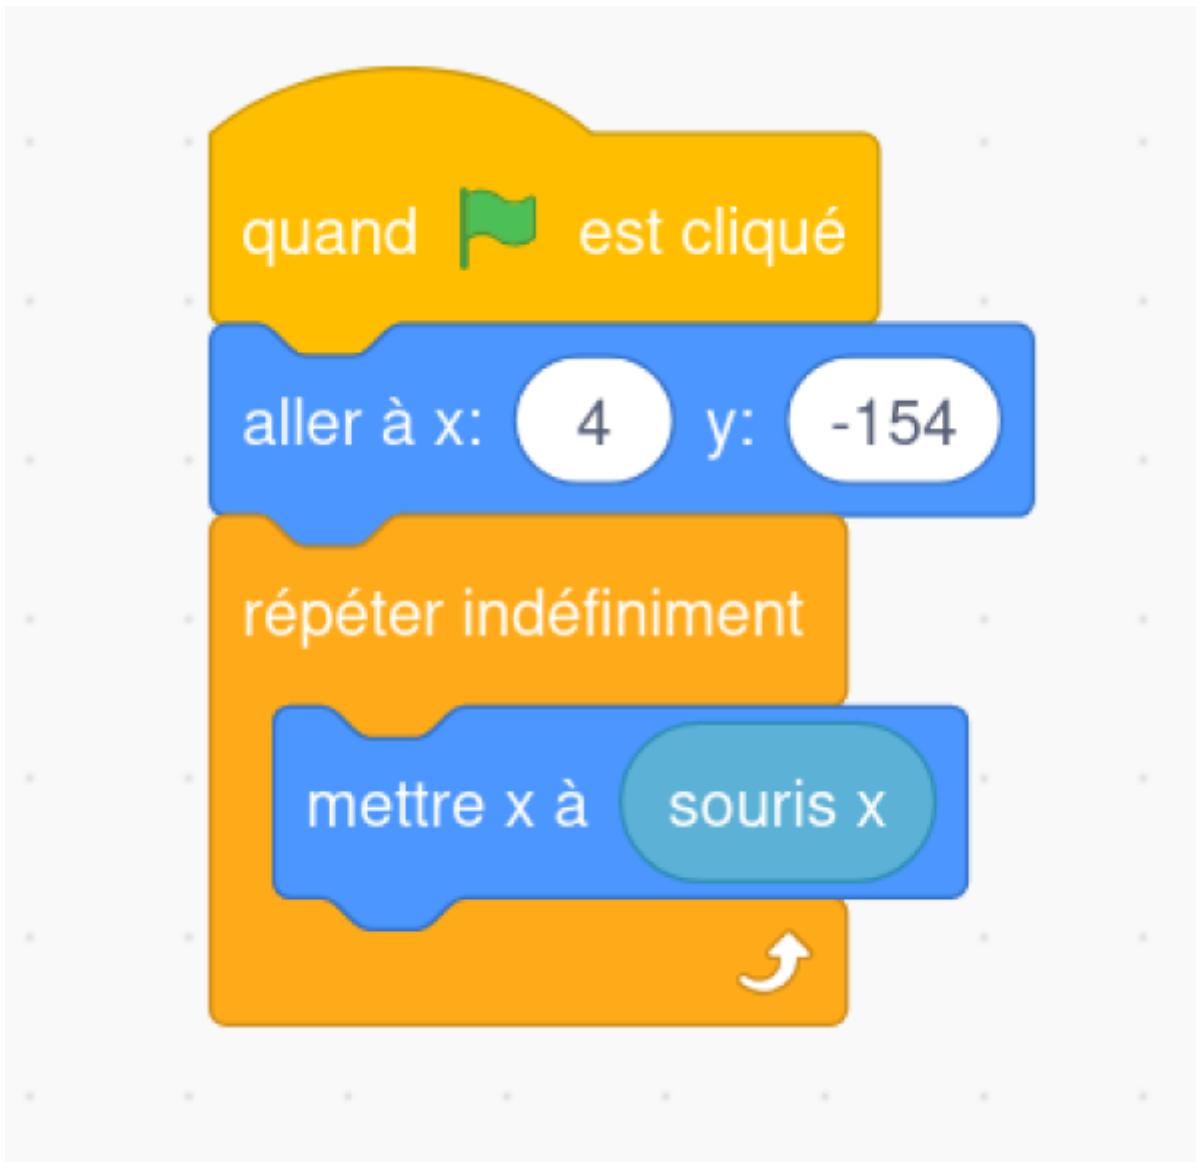 quand est cliqué
aller à x: 4 y: -154
répéter indéfiniment
mettre x à souris x